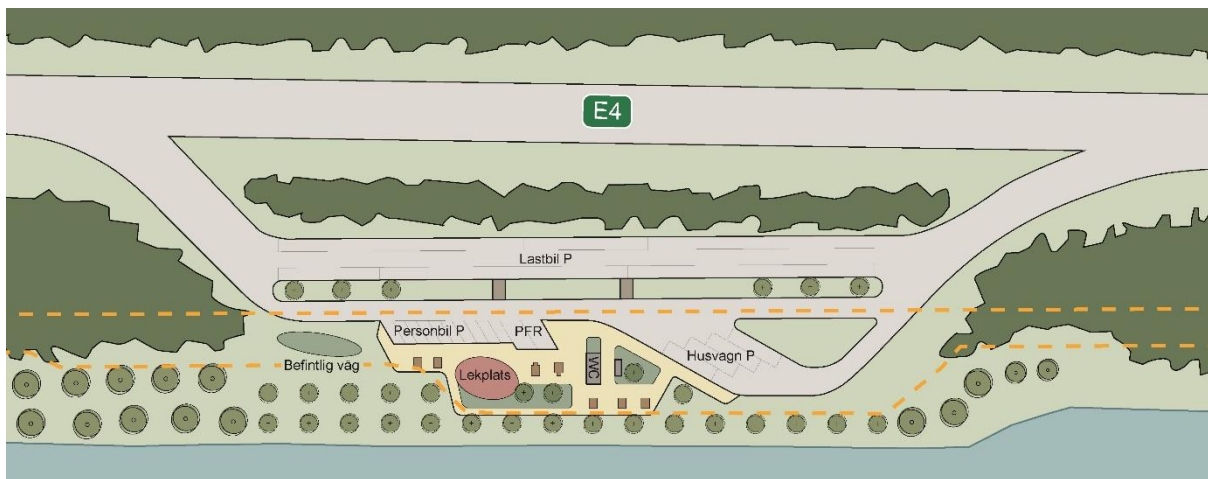 E4
Lastbil P
Personbil P
PFR
Husvagn P
Befintlig väg
Lekplats
WC